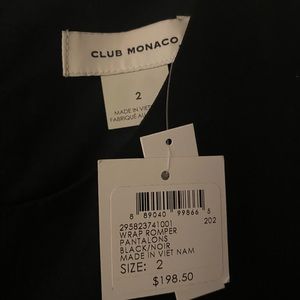 CLUB MONACO
2
MADE IN VIET
FABRIQUÉ AU
8 89040 99866 5
295823741001 202
WRAP ROMPER
PANTALONS
BLACK/NOIR
MADE IN VIET NAM
SIZE: 2
$198.50